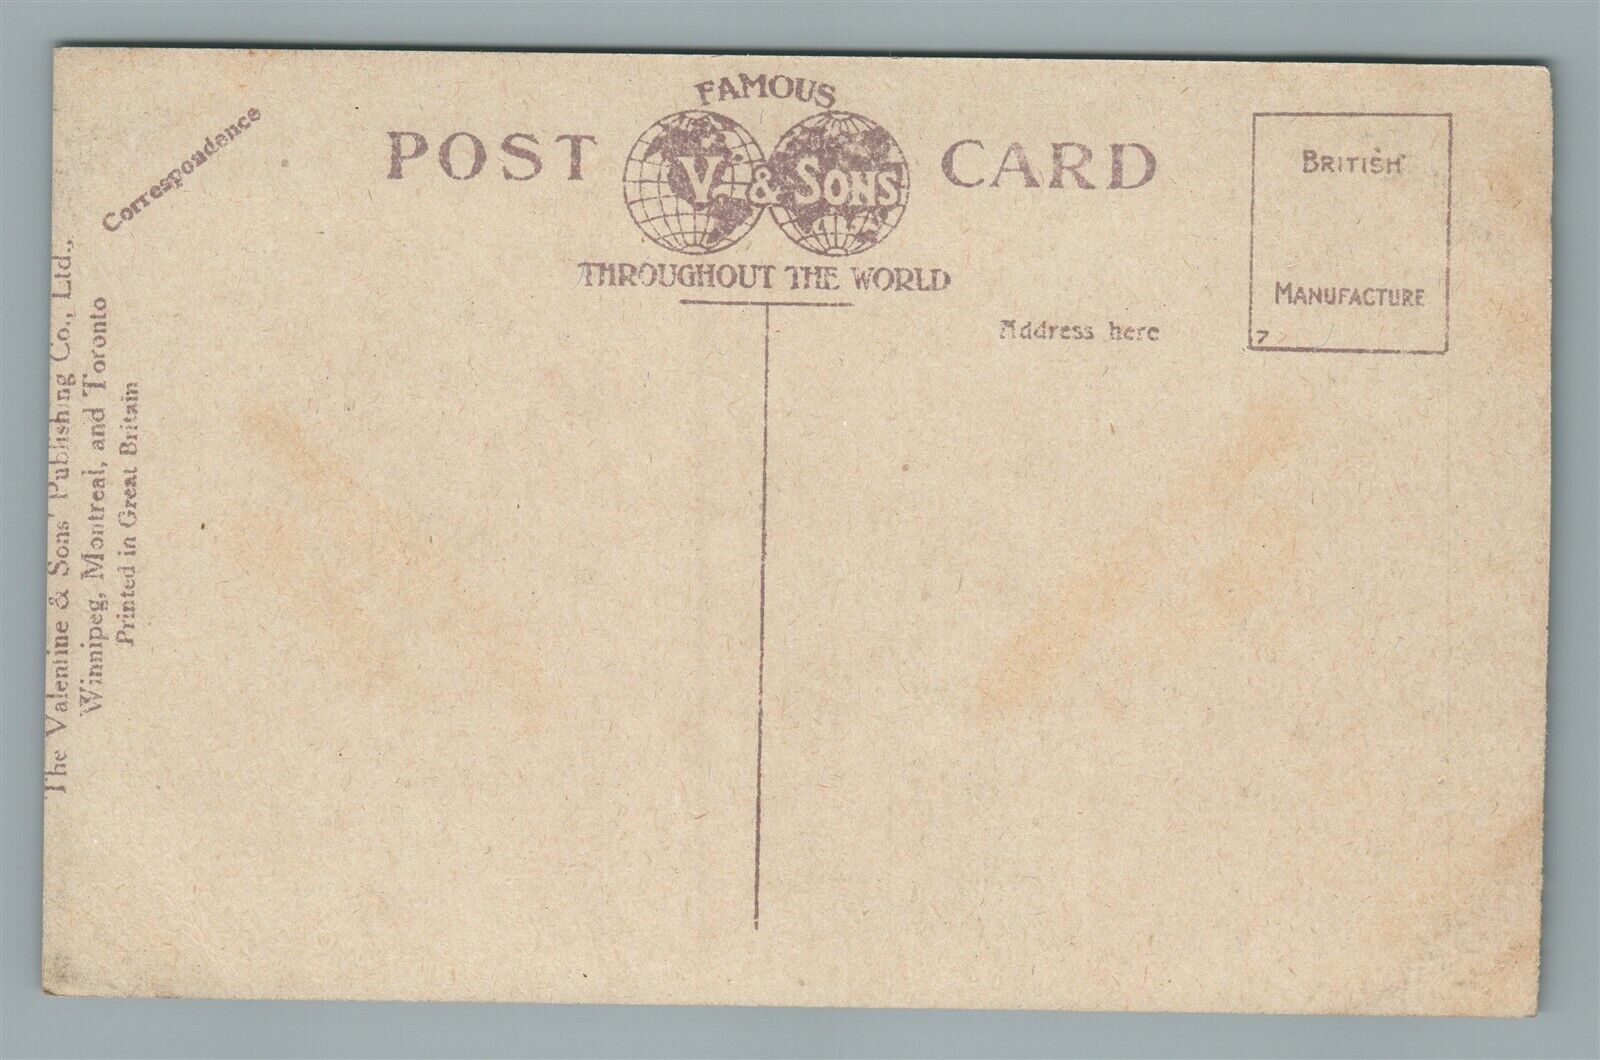 FAMOUS
POST V & SONS CARD
THROUGHOUT THE WORLD
Correspondence
Address here
BRITISH
MANUFACTURE
7
The Valentine & Sons' Publishing Co., Ltd.,
Winnipeg, Montreal, and Toronto
Printed in Great Britain